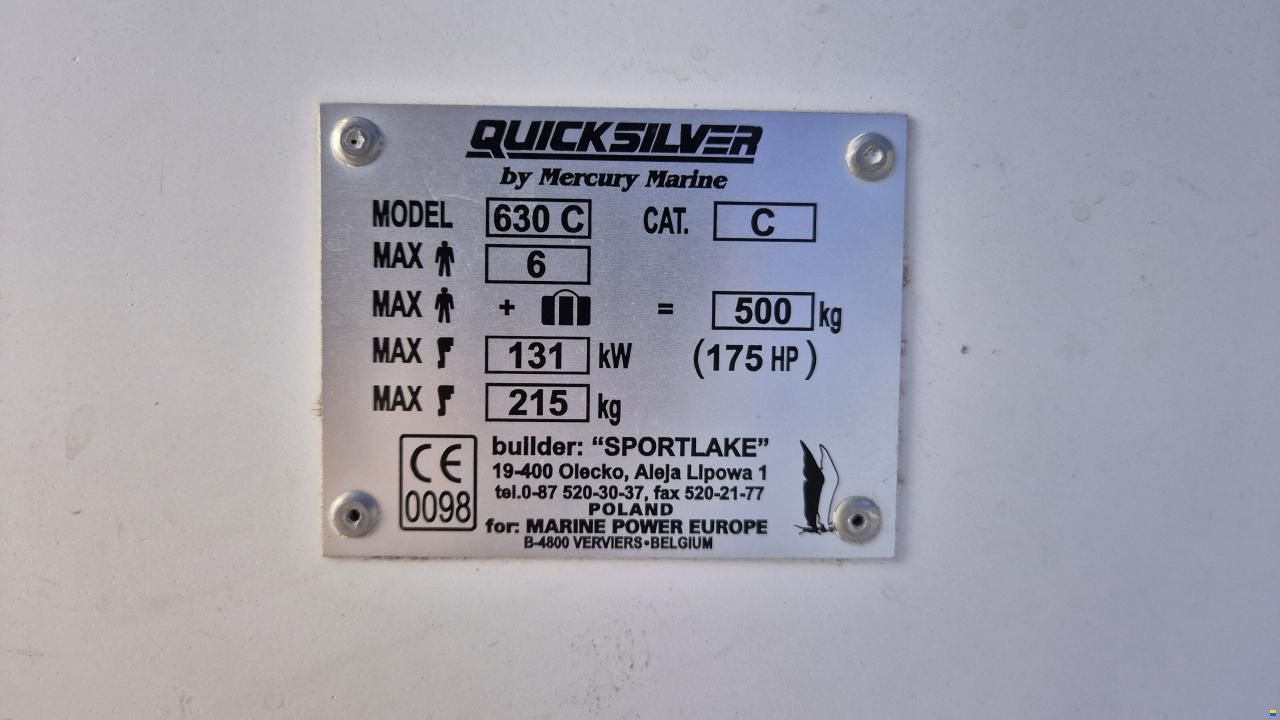 QUICKSILVER
by Mercury Marine
MODEL 630 C CAT. C
MAX 6
MAX + = 500 kg
MAX 131 kW (175 HP)
MAX 215 kg
CE
0098
builder: "SPORTLAKE"
19-400 Olecko, Aleja Lipowa 1
tel.0-87 520-30-37, fax 520-21-77
POLAND
for: MARINE POWER EUROPE
B-4800 VERVIERS•BELGIUM